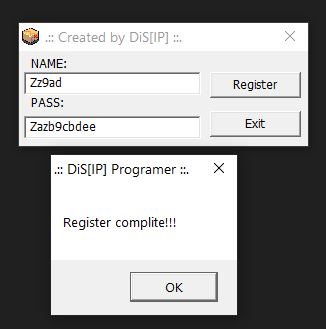 .:: Created by DiS[IP] ::.
NAME:
Zz9ad
Register
PASS:
Zazb9cbdee
Exit
.:: DiS[IP] Programer ::.
Register complite!!!
OK